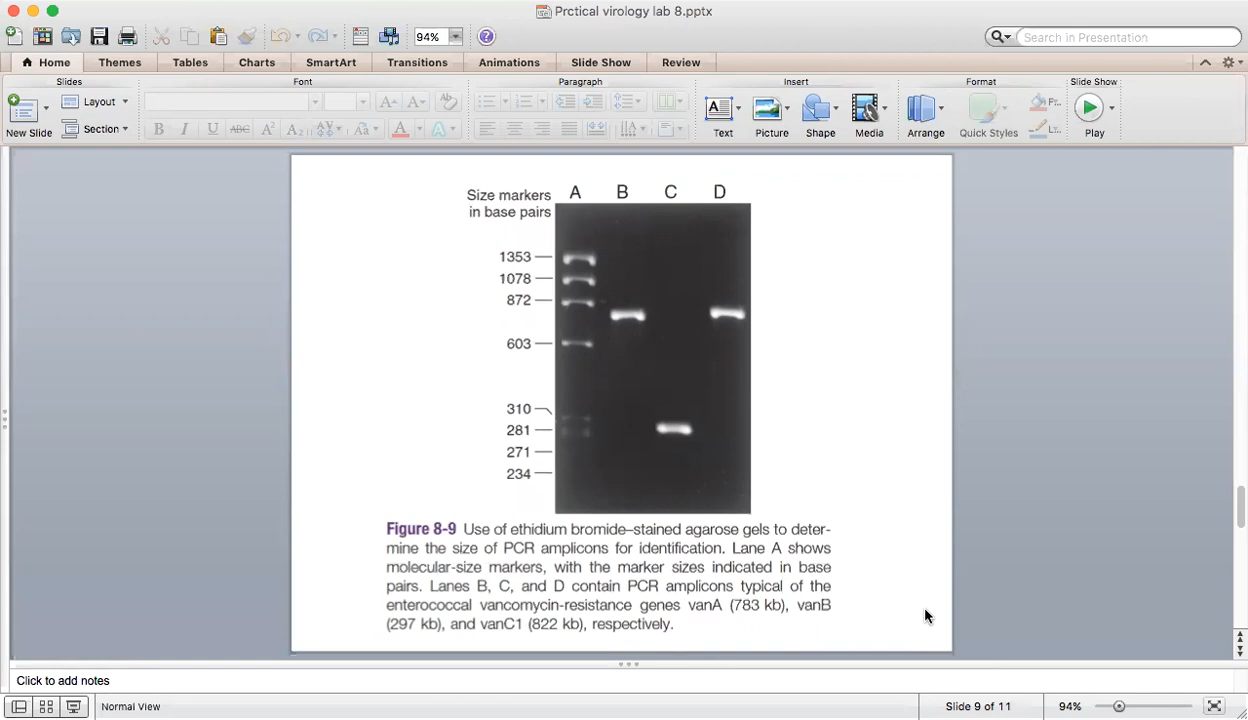 Prctical virology lab 8.pptx
94%
Search in Presentation
Home
Themes
Tables
Charts
SmartArt
Transitions
Animations
Slide Show
Review
Slides
Font
Paragraph
Insert
Format
Slide Show
New Slide
Layout
Section
B I U ABC A² A₂
Text
Picture
Shape
Media
Arrange
Quick Styles
Play
Size markers
in base pairs
A B C D
1353
1078
872
603
310
281
271
234
Figure 8-9 Use of ethidium bromide–stained agarose gels to deter-
mine the size of PCR amplicons for identification. Lane A shows
molecular-size markers, with the marker sizes indicated in base
pairs. Lanes B, C, and D contain PCR amplicons typical of the
enterococcal vancomycin-resistance genes vanA (783 kb), vanB
(297 kb), and vanC1 (822 kb), respectively.
Click to add notes
Normal View
Slide 9 of 11
94%